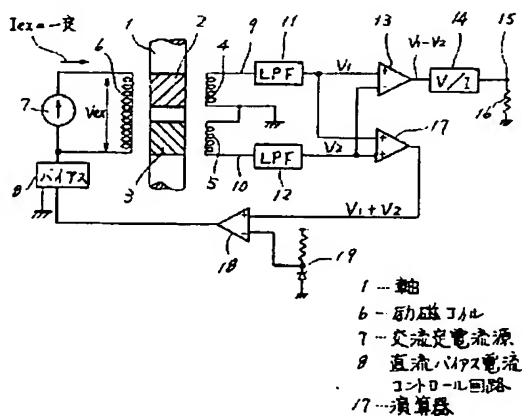 Iex=一定
1
2
6
4
9
11
13
14
15
LPF
V1
V1-V2
V/I
7
Vex
16
5
V2
17
8
バイアス
3
10
LPF
12
V1+V2
18
19
1…軸
6…励磁コイル
7…交流定電流源
8 直流バイアス電流
コントロール回路
17…演算器